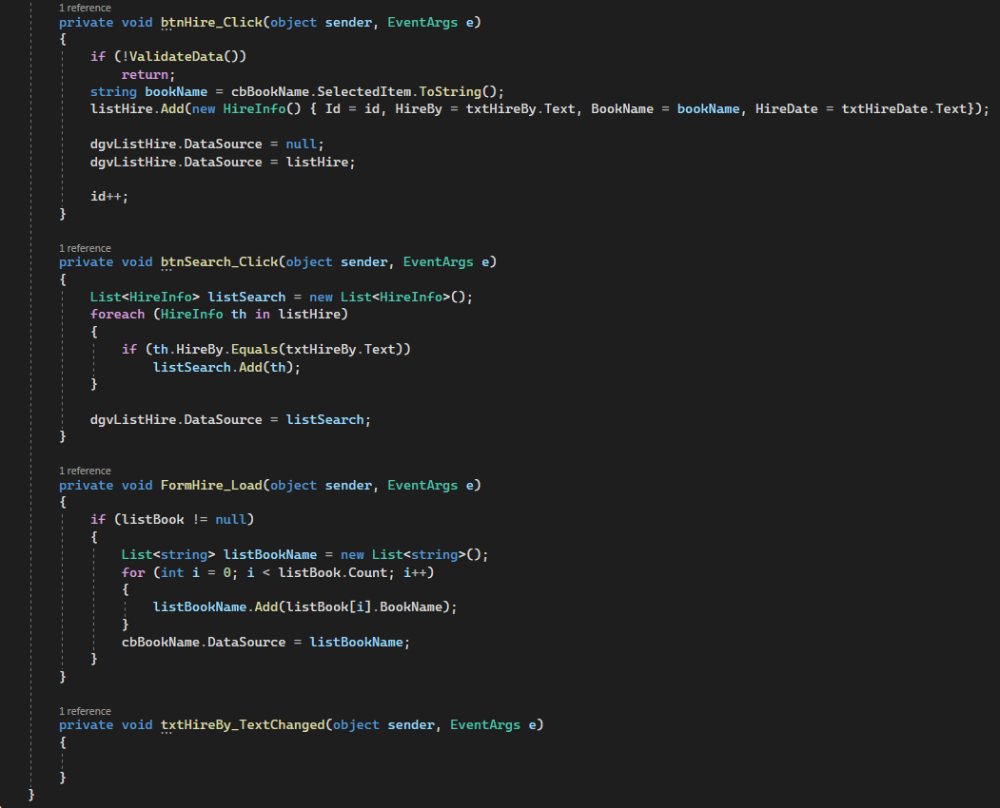 1 reference
private void btnHire_Click(object sender, EventArgs e)
{
if (!ValidateData())
return;
string bookName = cbBookName.SelectedItem.ToString();
listHire.Add(new HireInfo() { Id = id, HireBy = txtHireBy.Text, BookName = bookName, HireDate = txtHireDate.Text});
dgvListHire.DataSource = null;
dgvListHire.DataSource = listHire;
id++;
}
1 reference
private void btnSearch_Click(object sender, EventArgs e)
{
List<HireInfo> listSearch = new List<HireInfo>();
foreach (HireInfo th in listHire)
{
if (th.HireBy.Equals(txtHireBy.Text))
listSearch.Add(th);
}
dgvListHire.DataSource = listSearch;
}
1 reference
private void FormHire_Load(object sender, EventArgs e)
{
if (listBook != null)
{
List<string> listBookName = new List<string>();
for (int i = 0; i < listBook.Count; i++)
{
listBookName.Add(listBook[i].BookName);
}
cbBookName.DataSource = listBookName;
}
}
1 reference
private void txtHireBy_TextChanged(object sender, EventArgs e)
{
}
}